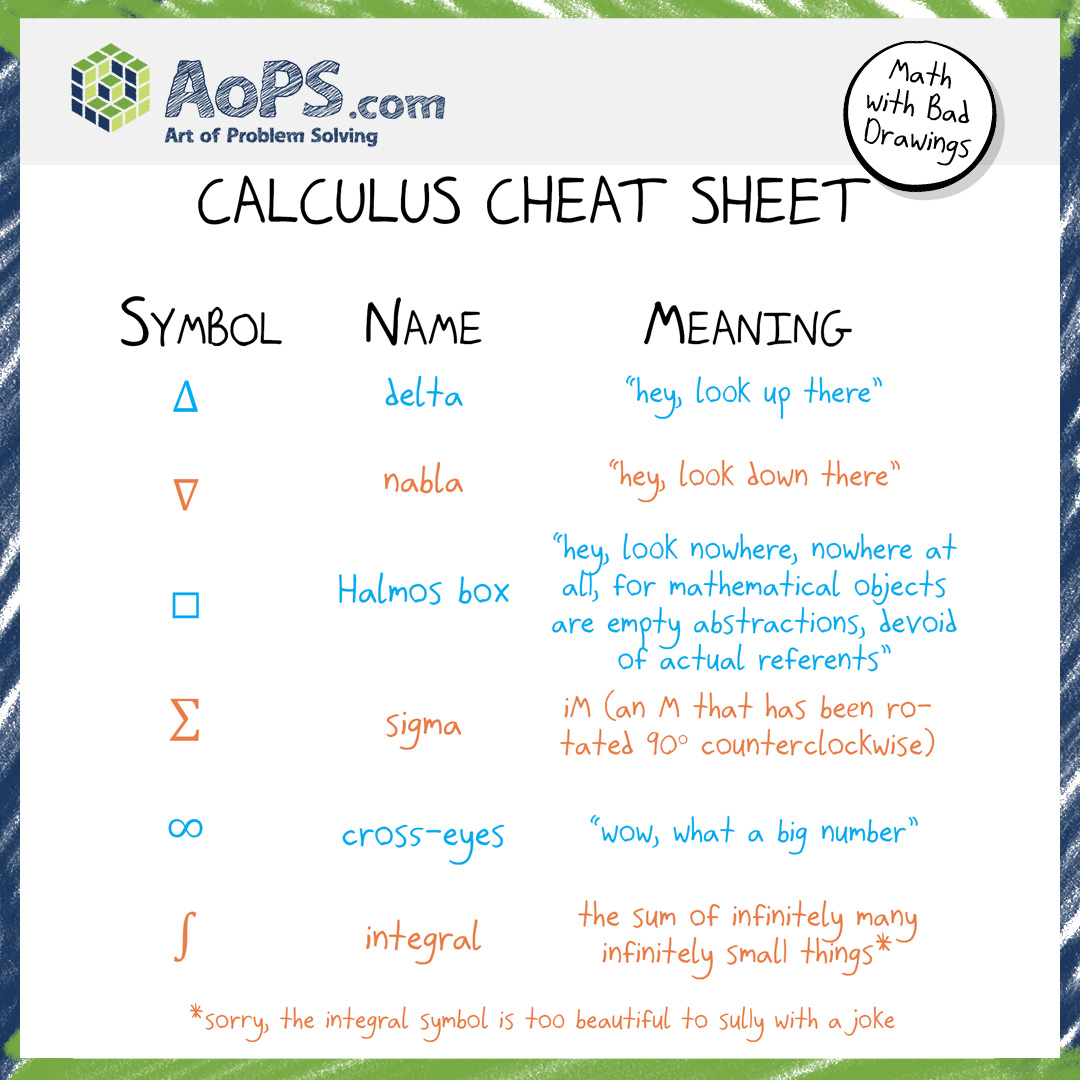 AoPS.com
Art of Problem Solving
Math
with Bad
Drawings
CALCULUS CHEAT SHEET
SYMBOL NAME MEANING
Δ delta “hey, look up there”
∇ nabla “hey, look down there”
□ Halmos box “hey, look nowhere, nowhere at
all, for mathematical objects
are empty abstractions, devoid
of actual referents”
Σ sigma iM (an M that has been ro-
tated 90° counterclockwise)
∞ cross-eyes “wow, what a big number”
∫ integral the sum of infinitely many
infinitely small things*
*sorry, the integral symbol is too beautiful to sully with a joke